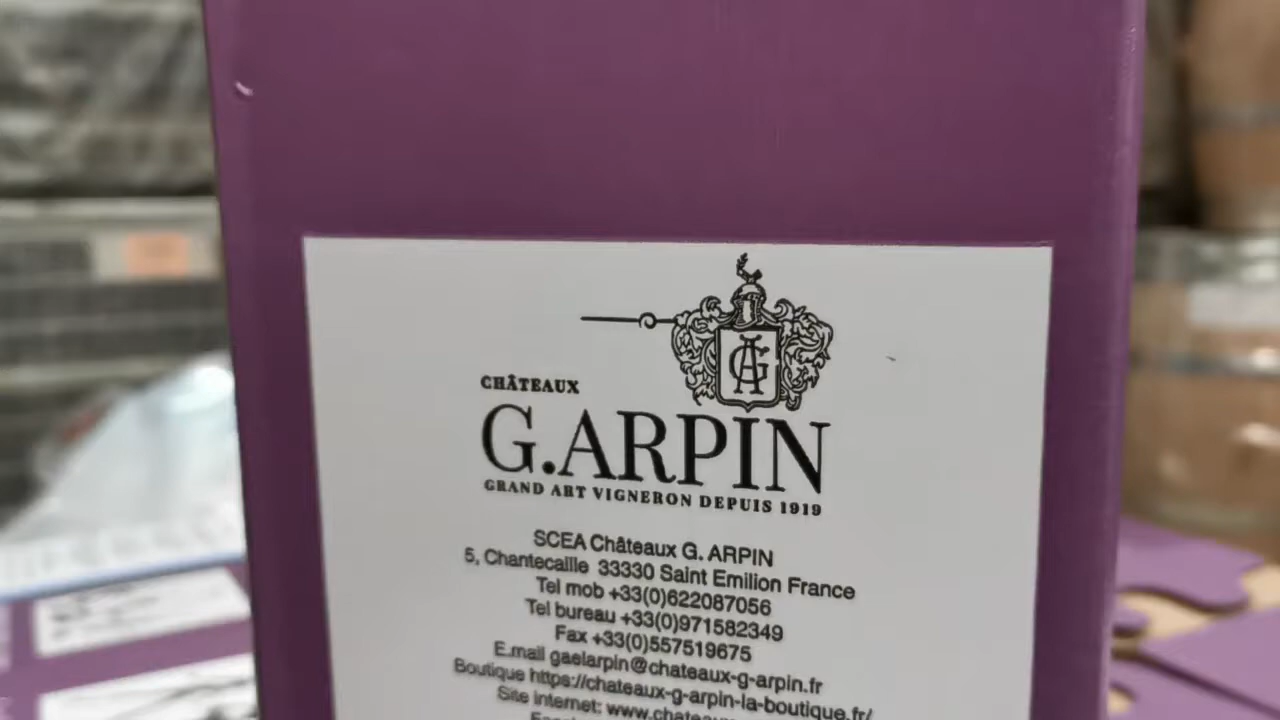 CHÂTEAUX
G.ARPIN
GRAND ART VIGNERON DEPUIS 1919
SCEA Châteaux G. ARPIN
5, Chantecaille 33330 Saint Emilion France
Tel mob +33(0)622087056
Tel bureau +33(0)971582349
Fax +33(0)557519675
E.mail gaelarpin@chateaux-g-arpin.fr
Boutique https://chateaux-g-arpin-la-boutique.fr/
Site internet: